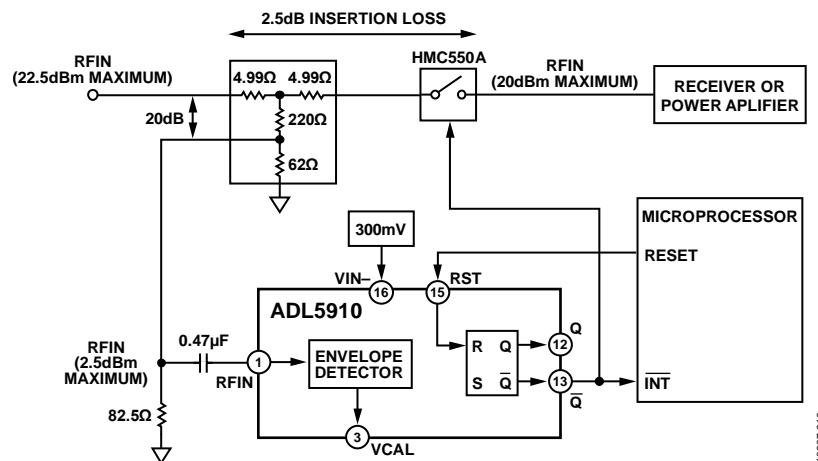 2.5dB INSERTION LOSS
RFIN
(22.5dBm MAXIMUM)
4.99Ω 4.99Ω
HMC550A
RFIN
(20dBm MAXIMUM)
RECEIVER OR
POWER APLIFIER
20dB
220Ω
62Ω
MICROPROCESSOR
300mV
RESET
VIN– 16 15 RST
ADL5910
0.47µF
RFIN
(2.5dBm
MAXIMUM)
1
RFIN
ENVELOPE
DETECTOR
R Q 12 Q
S Q̅ 13 Q̅
I̅N̅T̅
82.5Ω
3 VCAL